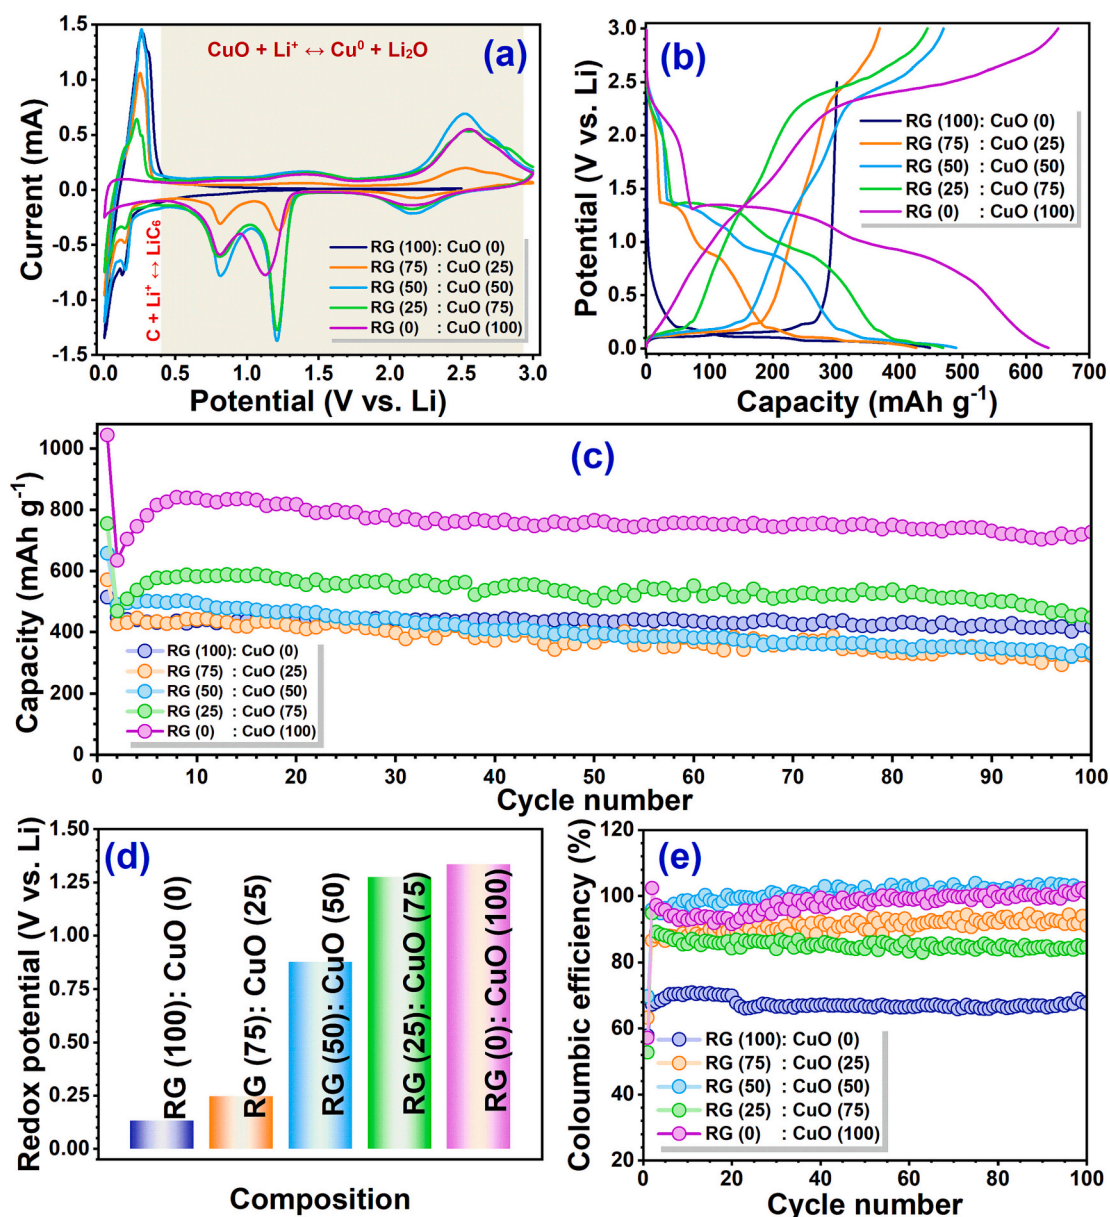 (a)
CuO + Li⁺ ↔ Cu⁰ + Li₂O
C + Li⁺ ↔ LiC₆
Current (mA)
1.5
1.0
0.5
0.0
-0.5
-1.0
-1.5
RG (100): CuO (0)
RG (75) : CuO (25)
RG (50) : CuO (50)
RG (25) : CuO (75)
RG (0) : CuO (100)
0.0 0.5 1.0 1.5 2.0 2.5 3.0
Potential (V vs. Li)
(b)
Potential (V vs. Li)
3.0
2.5
2.0
1.5
1.0
0.5
0.0
RG (100): CuO (0)
RG (75) : CuO (25)
RG (50) : CuO (50)
RG (25) : CuO (75)
RG (0) : CuO (100)
0 100 200 300 400 500 600 700
Capacity (mAh g⁻¹)
(c)
Capacity (mAh g⁻¹)
1000
800
600
400
200
0
RG (100): CuO (0)
RG (75) : CuO (25)
RG (50) : CuO (50)
RG (25) : CuO (75)
RG (0) : CuO (100)
0 10 20 30 40 50 60 70 80 90 100
Cycle number
(d)
Redox potential (V vs. Li)
1.50
1.25
1.00
0.75
0.50
0.25
0.00
RG (100): CuO (0)
RG (75): CuO (25)
RG (50): CuO (50)
RG (25): CuO (75)
RG (0): CuO (100)
Composition
(e)
Coloumbic efficiency (%)
120
100
80
60
40
20
RG (100): CuO (0)
RG (75) : CuO (25)
RG (50) : CuO (50)
RG (25) : CuO (75)
RG (0) : CuO (100)
0 20 40 60 80 100
Cycle number